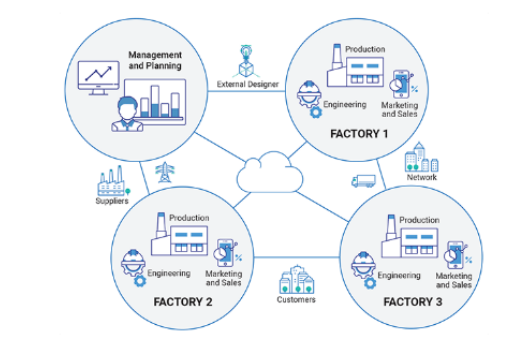 Management
and Planning
External Designer
Production
Engineering
Marketing
and Sales
FACTORY 1
Suppliers
Network
Production
Engineering
Marketing
and Sales
FACTORY 2
Customers
Production
Engineering
Marketing
and Sales
FACTORY 3